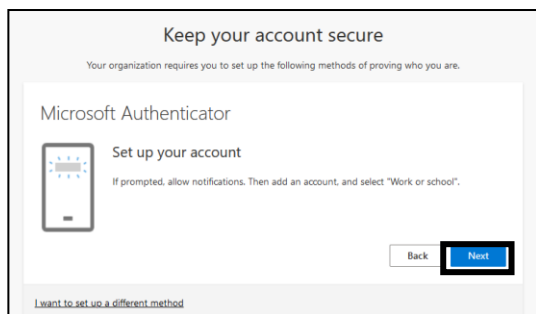 Keep your account secure
Your organization requires you to set up the following methods of proving who you are.
Microsoft Authenticator
Set up your account
If prompted, allow notifications. Then add an account, and select "Work or school".
Back
Next
I want to set up a different method